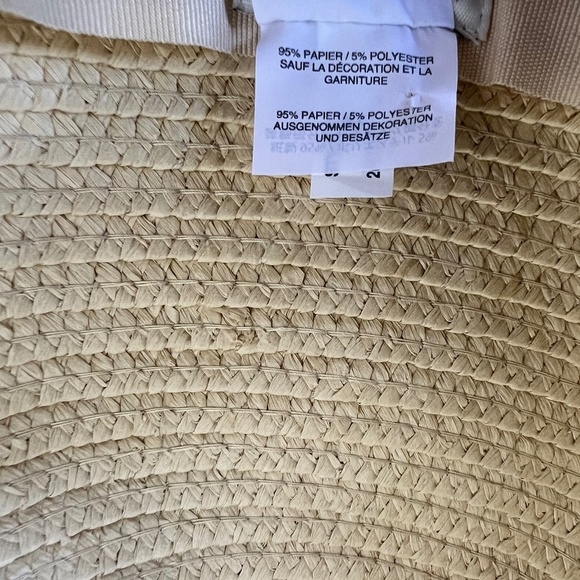 95% PAPIER / 5% POLYESTER
SAUF LA DÉCORATION ET LA
GARNITURE
95% PAPIER / 5% POLYESTER
AUSGENOMMEN DEKORATION
UND BESÄTZE